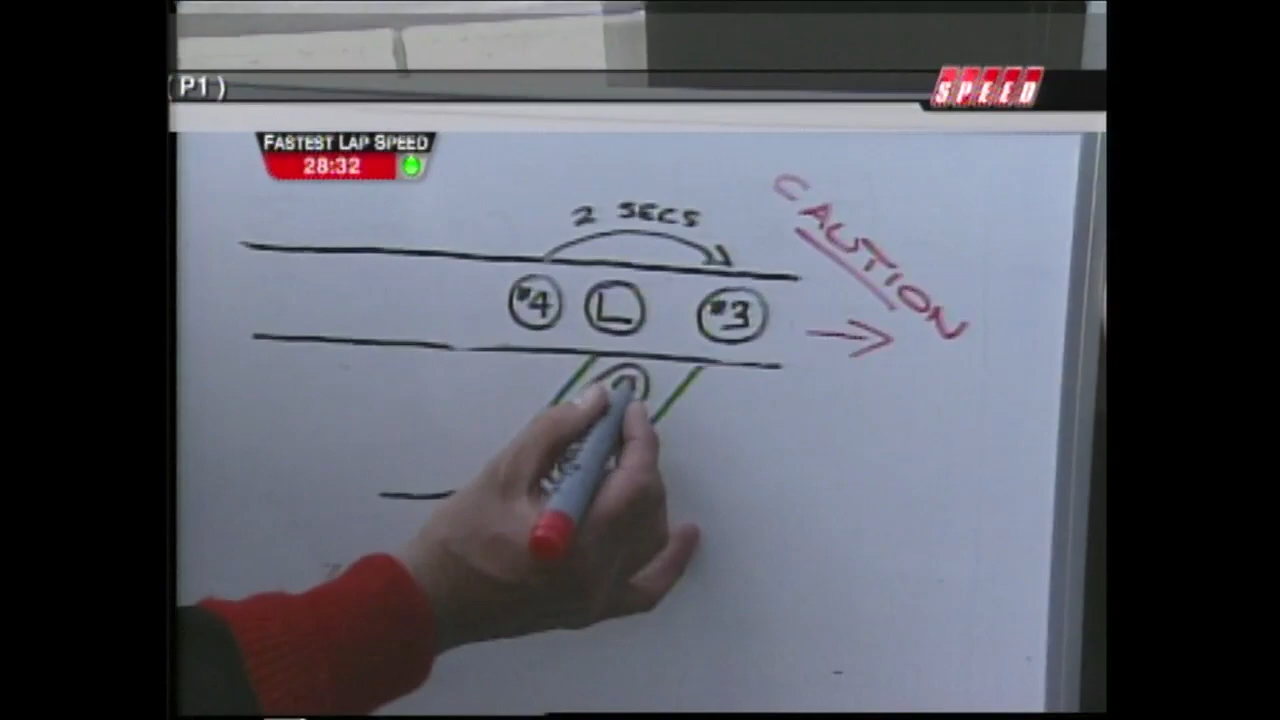 ( P1 )
SPEED
FASTEST LAP SPEED
28:32
2 SECS
CAUTION
#4 L #3